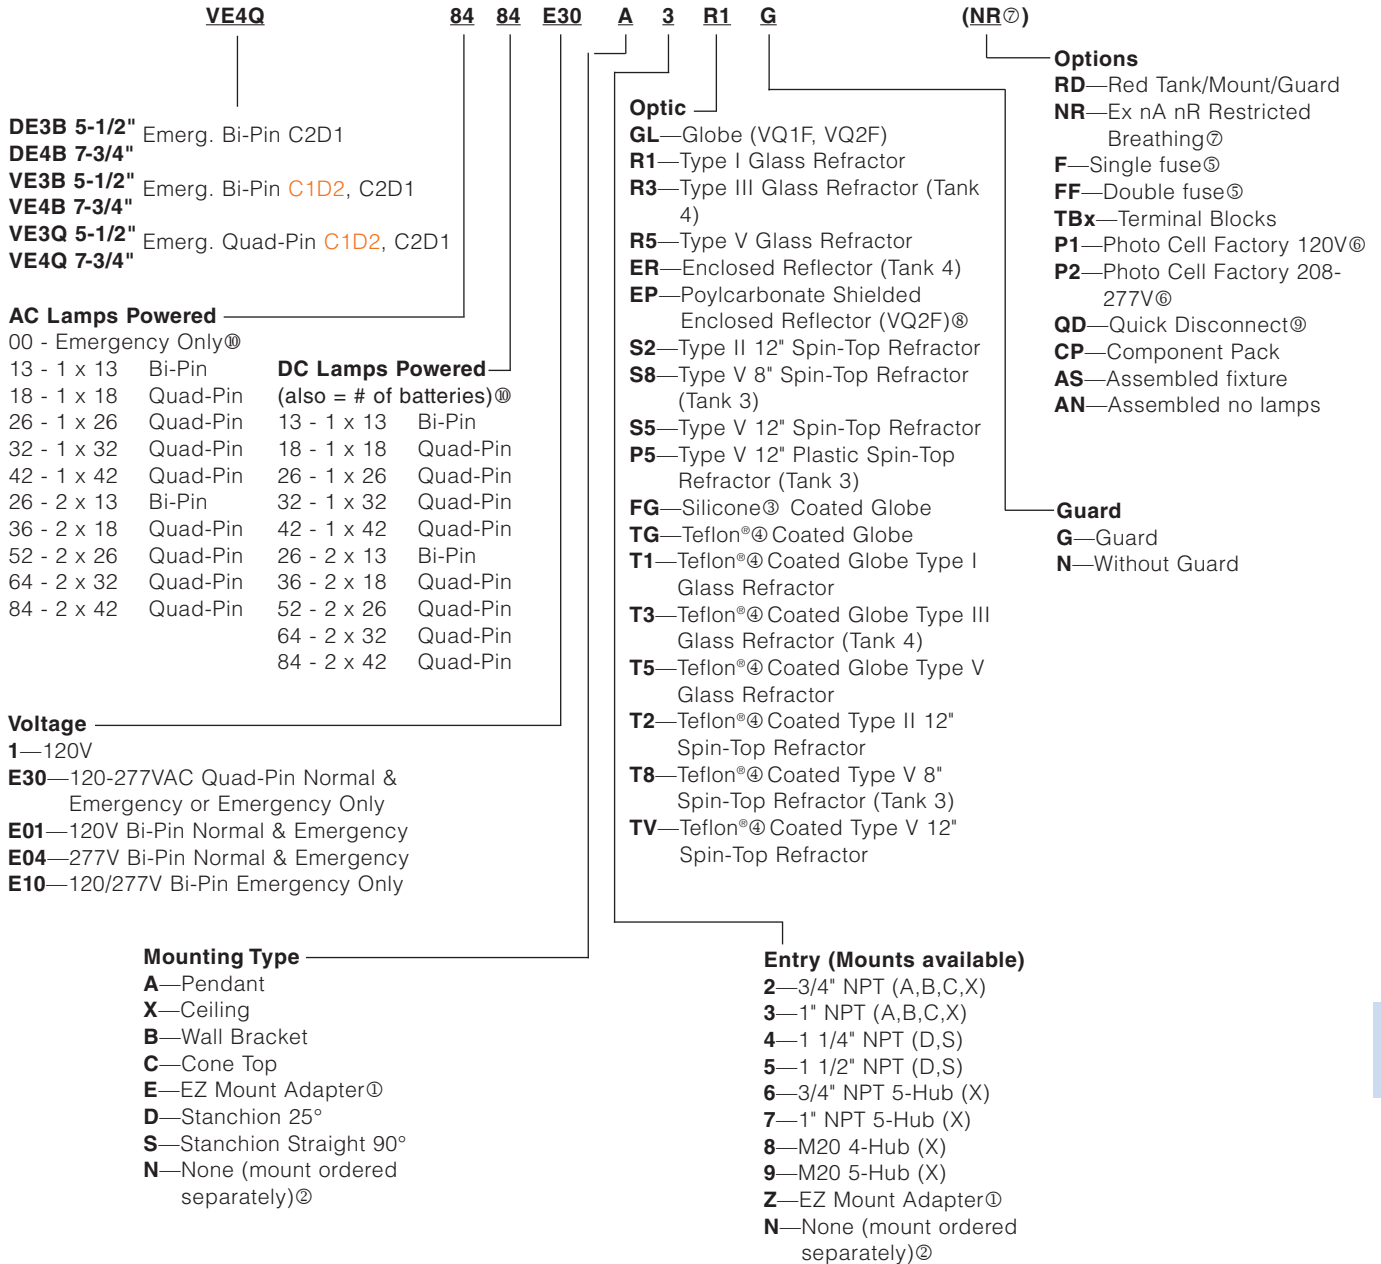 VE4Q 84 84 E30 A 3 R1 G (NR⑦)
DE3B 5-1/2"
DE4B 7-3/4"
Emerg. Bi-Pin C2D1
VE3B 5-1/2"
VE4B 7-3/4"
Emerg. Bi-Pin C1D2, C2D1
VE3Q 5-1/2"
VE4Q 7-3/4"
Emerg. Quad-Pin C1D2, C2D1
AC Lamps Powered
00 - Emergency Only⑩
13 - 1 x 13 Bi-Pin
18 - 1 x 18 Quad-Pin
26 - 1 x 26 Quad-Pin
32 - 1 x 32 Quad-Pin
42 - 1 x 42 Quad-Pin
26 - 2 x 13 Bi-Pin
36 - 2 x 18 Quad-Pin
52 - 2 x 26 Quad-Pin
64 - 2 x 32 Quad-Pin
84 - 2 x 42 Quad-Pin
DC Lamps Powered
(also = # of batteries)⑩
13 - 1 x 13 Bi-Pin
18 - 1 x 18 Quad-Pin
26 - 1 x 26 Quad-Pin
32 - 1 x 32 Quad-Pin
42 - 1 x 42 Quad-Pin
26 - 2 x 13 Bi-Pin
36 - 2 x 18 Quad-Pin
52 - 2 x 26 Quad-Pin
64 - 2 x 32 Quad-Pin
84 - 2 x 42 Quad-Pin
Voltage
1—120V
E30—120-277VAC Quad-Pin Normal &
Emergency or Emergency Only
E01—120V Bi-Pin Normal & Emergency
E04—277V Bi-Pin Normal & Emergency
E10—120/277V Bi-Pin Emergency Only
Mounting Type
A—Pendant
X—Ceiling
B—Wall Bracket
C—Cone Top
E—EZ Mount Adapter①
D—Stanchion 25°
S—Stanchion Straight 90°
N—None (mount ordered
separately)②
Optic
GL—Globe (VQ1F, VQ2F)
R1—Type I Glass Refractor
R3—Type III Glass Refractor (Tank
4)
R5—Type V Glass Refractor
ER—Enclosed Reflector (Tank 4)
EP—Poylcarbonate Shielded
Enclosed Reflector (VQ2F)⑧
S2—Type II 12" Spin-Top Refractor
S8—Type V 8" Spin-Top Refractor
(Tank 3)
S5—Type V 12" Spin-Top Refractor
P5—Type V 12" Plastic Spin-Top
Refractor (Tank 3)
FG—Silicone③ Coated Globe
TG—Teflon®④ Coated Globe
T1—Teflon®④ Coated Globe Type I
Glass Refractor
T3—Teflon®④ Coated Globe Type III
Glass Refractor (Tank 4)
T5—Teflon®④ Coated Globe Type V
Glass Refractor
T2—Teflon®④ Coated Type II 12"
Spin-Top Refractor
T8—Teflon®④ Coated Type V 8"
Spin-Top Refractor (Tank 3)
TV—Teflon®④ Coated Type V 12"
Spin-Top Refractor
Entry (Mounts available)
2—3/4" NPT (A,B,C,X)
3—1" NPT (A,B,C,X)
4—1 1/4" NPT (D,S)
5—1 1/2" NPT (D,S)
6—3/4" NPT 5-Hub (X)
7—1" NPT 5-Hub (X)
8—M20 4-Hub (X)
9—M20 5-Hub (X)
Z—EZ Mount Adapter①
N—None (mount ordered
separately)②
Options
RD—Red Tank/Mount/Guard
NR—Ex nA nR Restricted
Breathing⑦
F—Single fuse⑤
FF—Double fuse⑤
TBx—Terminal Blocks
P1—Photo Cell Factory 120V⑥
P2—Photo Cell Factory 208-
277V⑥
QD—Quick Disconnect⑨
CP—Component Pack
AS—Assembled fixture
AN—Assembled no lamps
Guard
G—Guard
N—Without Guard